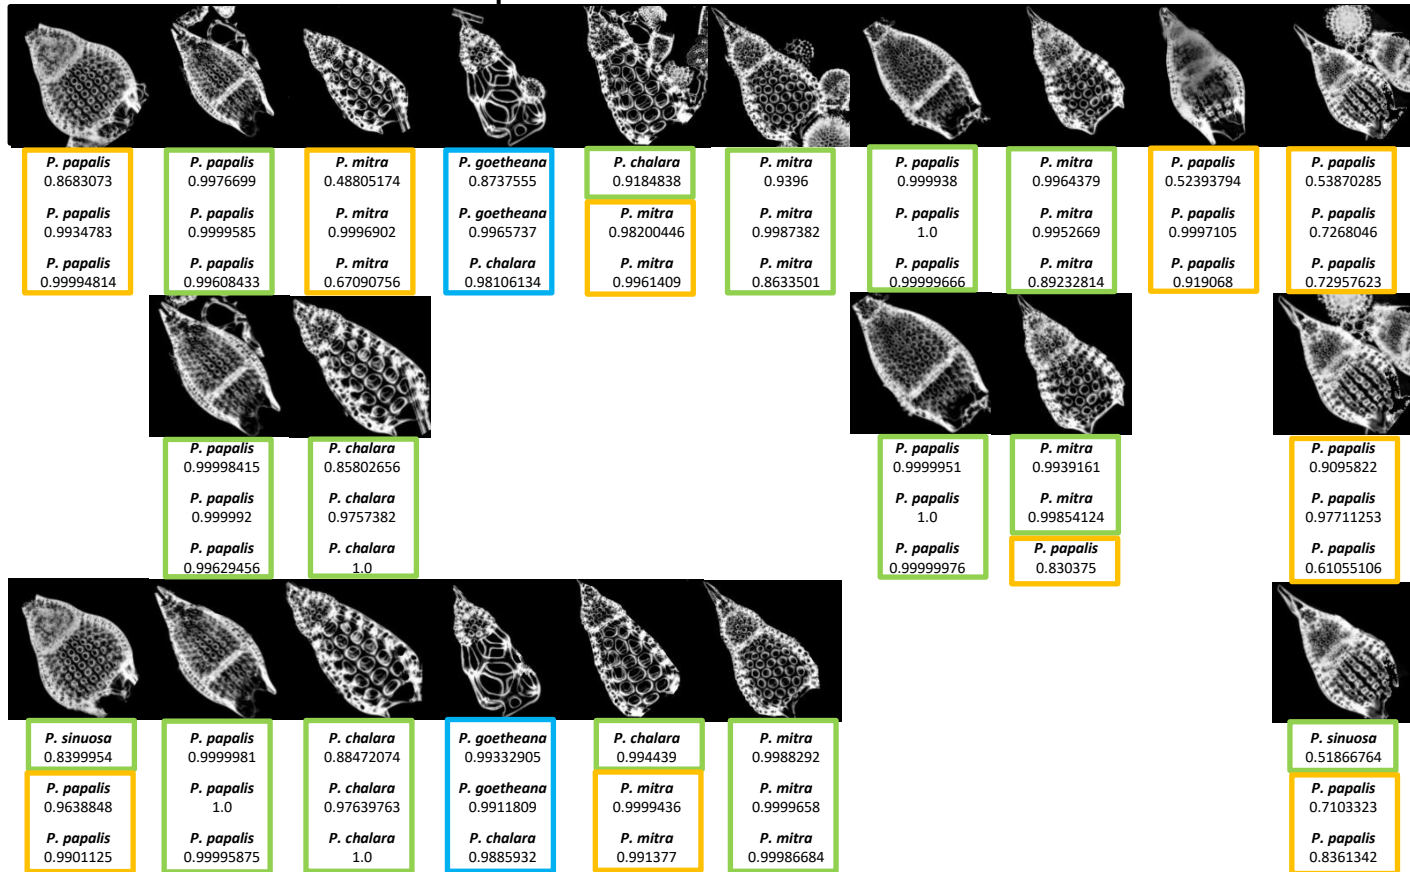 P. papalis
0.8683073
P. papalis
0.9934783
P. papalis
0.99994814
P. papalis
0.9976699
P. papalis
0.9999585
P. papalis
0.99608433
P. mitra
0.48805174
P. mitra
0.9996902
P. mitra
0.67090756
P. goetheana
0.8737555
P. goetheana
0.9965737
P. chalara
0.98106134
P. chalara
0.9184838
P. mitra
0.98200446
P. mitra
0.9961409
P. mitra
0.9396
P. mitra
0.9987382
P. mitra
0.8633501
P. papalis
0.999938
P. papalis
1.0
P. papalis
0.99999666
P. mitra
0.9964379
P. mitra
0.9952669
P. mitra
0.89232814
P. papalis
0.52393794
P. papalis
0.9997105
P. papalis
0.919068
P. papalis
0.53870285
P. papalis
0.7268046
P. papalis
0.72957623
P. papalis
0.99998415
P. papalis
0.999992
P. papalis
0.99629456
P. chalara
0.85802656
P. chalara
0.9757382
P. chalara
1.0
P. papalis
0.9999951
P. papalis
1.0
P. papalis
0.99999976
P. mitra
0.9939161
P. mitra
0.99854124
P. papalis
0.830375
P. papalis
0.9095822
P. papalis
0.97711253
P. papalis
0.61055106
P. sinuosa
0.8399954
P. papalis
0.9638848
P. papalis
0.9901125
P. papalis
0.9999981
P. papalis
1.0
P. papalis
0.99995875
P. chalara
0.88472074
P. chalara
0.97639763
P. chalara
1.0
P. goetheana
0.99332905
P. goetheana
0.9911809
P. chalara
0.9885932
P. chalara
0.994439
P. mitra
0.9999436
P. mitra
0.991377
P. mitra
0.9988292
P. mitra
0.9999658
P. mitra
0.99986684
P. sinuosa
0.51866764
P. papalis
0.7103323
P. papalis
0.8361342